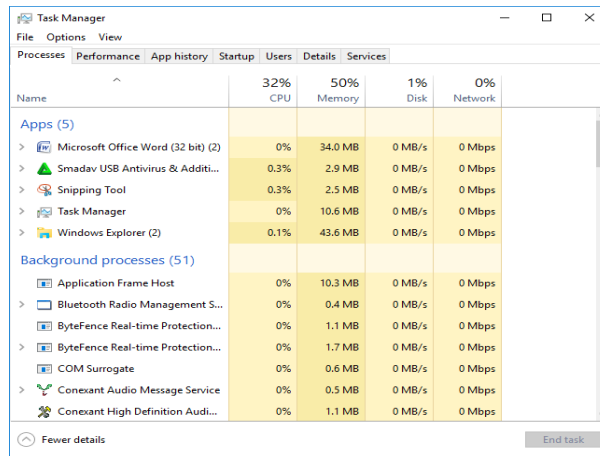 Task Manager
File Options View
Processes Performance App history Startup Users Details Services
32% 50% 1% 0%
Name CPU Memory Disk Network
Apps (5)
Microsoft Office Word (32 bit) (2) 0% 34.0 MB 0 MB/s 0 Mbps
Smadav USB Antivirus & Additi... 0.3% 2.9 MB 0 MB/s 0 Mbps
Snipping Tool 0.3% 2.5 MB 0 MB/s 0 Mbps
Task Manager 0% 10.6 MB 0 MB/s 0 Mbps
Windows Explorer (2) 0.1% 43.6 MB 0 MB/s 0 Mbps
Background processes (51)
Application Frame Host 0% 10.3 MB 0 MB/s 0 Mbps
Bluetooth Radio Management S... 0% 0.4 MB 0 MB/s 0 Mbps
ByteFence Real-time Protection... 0% 1.1 MB 0 MB/s 0 Mbps
ByteFence Real-time Protection... 0% 1.7 MB 0 MB/s 0 Mbps
COM Surrogate 0% 0.6 MB 0 MB/s 0 Mbps
Conexant Audio Message Service 0% 0.5 MB 0 MB/s 0 Mbps
Conexant High Definition Audi... 0% 1.1 MB 0 MB/s 0 Mbps
Fewer details End task